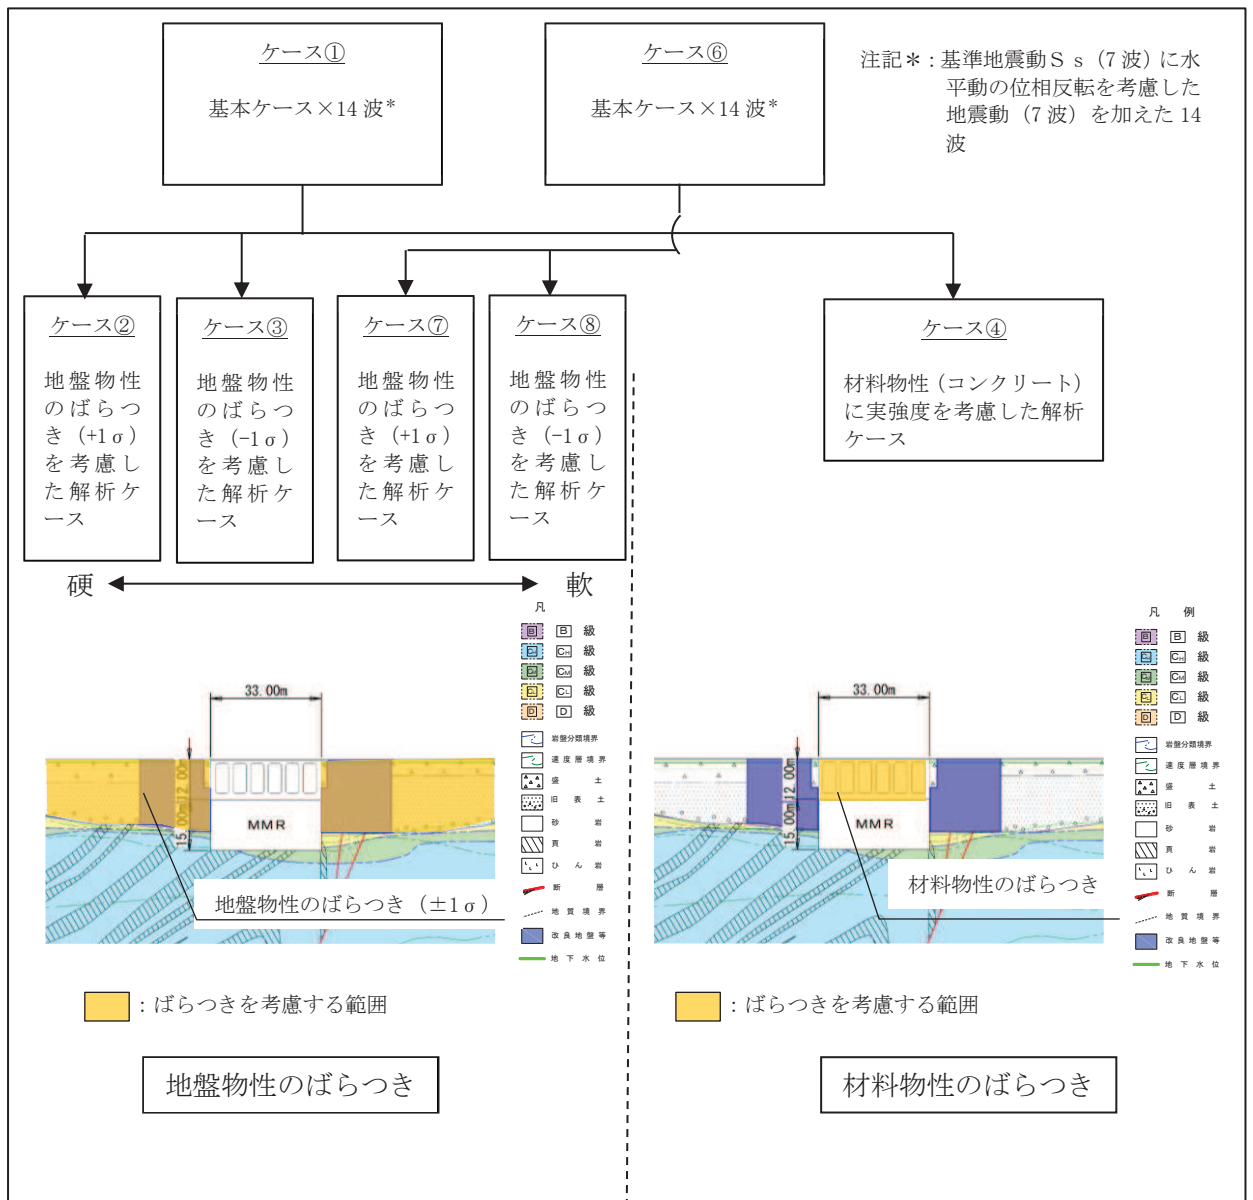 ケース①
基本ケース×14 波*
ケース⑥
基本ケース×14 波*
注記＊：基準地震動Ｓｓ（7 波）に水
平動の位相反転を考慮した
地震動（7 波）を加えた 14
波
ケース②
地盤物性
のばらつ
き（+1σ）
を考慮し
た解析ケ
ース
ケース③
地盤物性
のばらつ
き（-1σ）
を考慮し
た解析ケ
ース
ケース⑦
地盤物性
のばらつ
き（+1σ）
を考慮し
た解析ケ
ース
ケース⑧
地盤物性
のばらつ
き（-1σ）
を考慮し
た解析ケ
ース
ケース④
材料物性（コンクリート）
に実強度を考慮した解析
ケース
硬
軟
凡
B B 級
CH CH 級
CM CM 級
CL CL 級
D D 級
岩盤分類境界
速度層境界
盛土
旧表土
砂岩
頁岩
ひん岩
断層
地質境界
改良地盤等
地下水位
33.00m
12.00m
15.00m
MMR
地盤物性のばらつき（±1σ）
：ばらつきを考慮する範囲
地盤物性のばらつき
凡例
B B 級
CH CH 級
CM CM 級
CL CL 級
D D 級
岩盤分類境界
速度層境界
盛土
旧表土
砂岩
頁岩
ひん岩
断層
地質境界
改良地盤等
地下水位
33.00m
12.00m
15.00m
MMR
材料物性のばらつき
：ばらつきを考慮する範囲
材料物性のばらつき